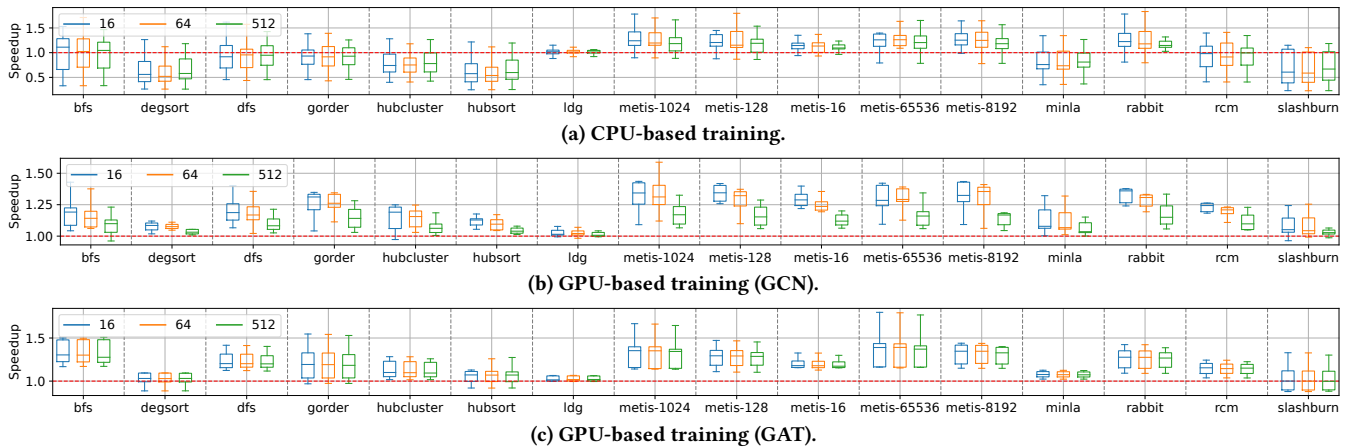 16 64 512
Speedup
1.5
1.0
0.5
bfs degsort dfs gorder hubcluster hubsort ldg metis-1024 metis-128 metis-16 metis-65536 metis-8192 minla rabbit rcm slashburn
(a) CPU-based training.
16 64 512
Speedup
1.50
1.25
1.00
bfs degsort dfs gorder hubcluster hubsort ldg metis-1024 metis-128 metis-16 metis-65536 metis-8192 minla rabbit rcm slashburn
(b) GPU-based training (GCN).
16 64 512
Speedup
1.5
1.0
bfs degsort dfs gorder hubcluster hubsort ldg metis-1024 metis-128 metis-16 metis-65536 metis-8192 minla rabbit rcm slashburn
(c) GPU-based training (GAT).